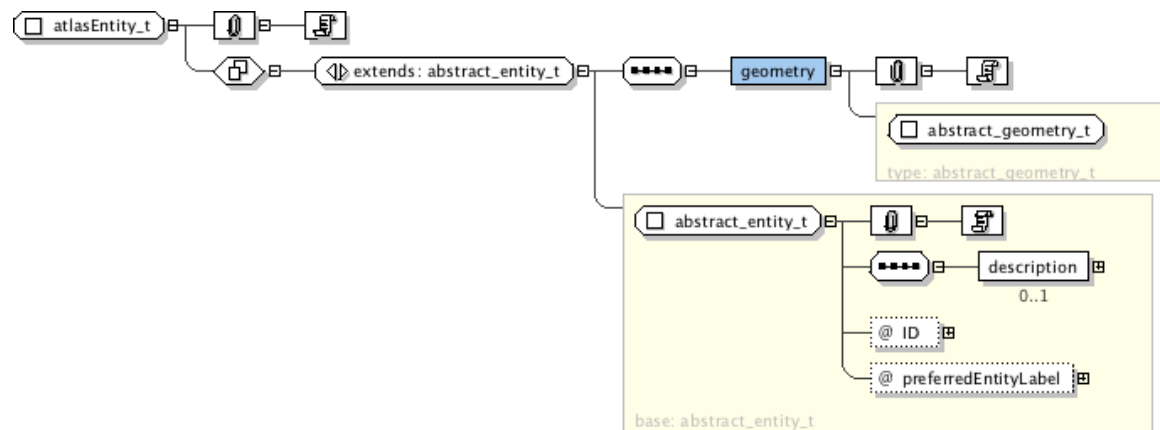 atlasEntity_t
extends: abstract_entity_t
geometry
abstract_geometry_t
type: abstract_geometry_t
abstract_entity_t
description
0..1
@ ID
@ preferredEntityLabel
base: abstract_entity_t